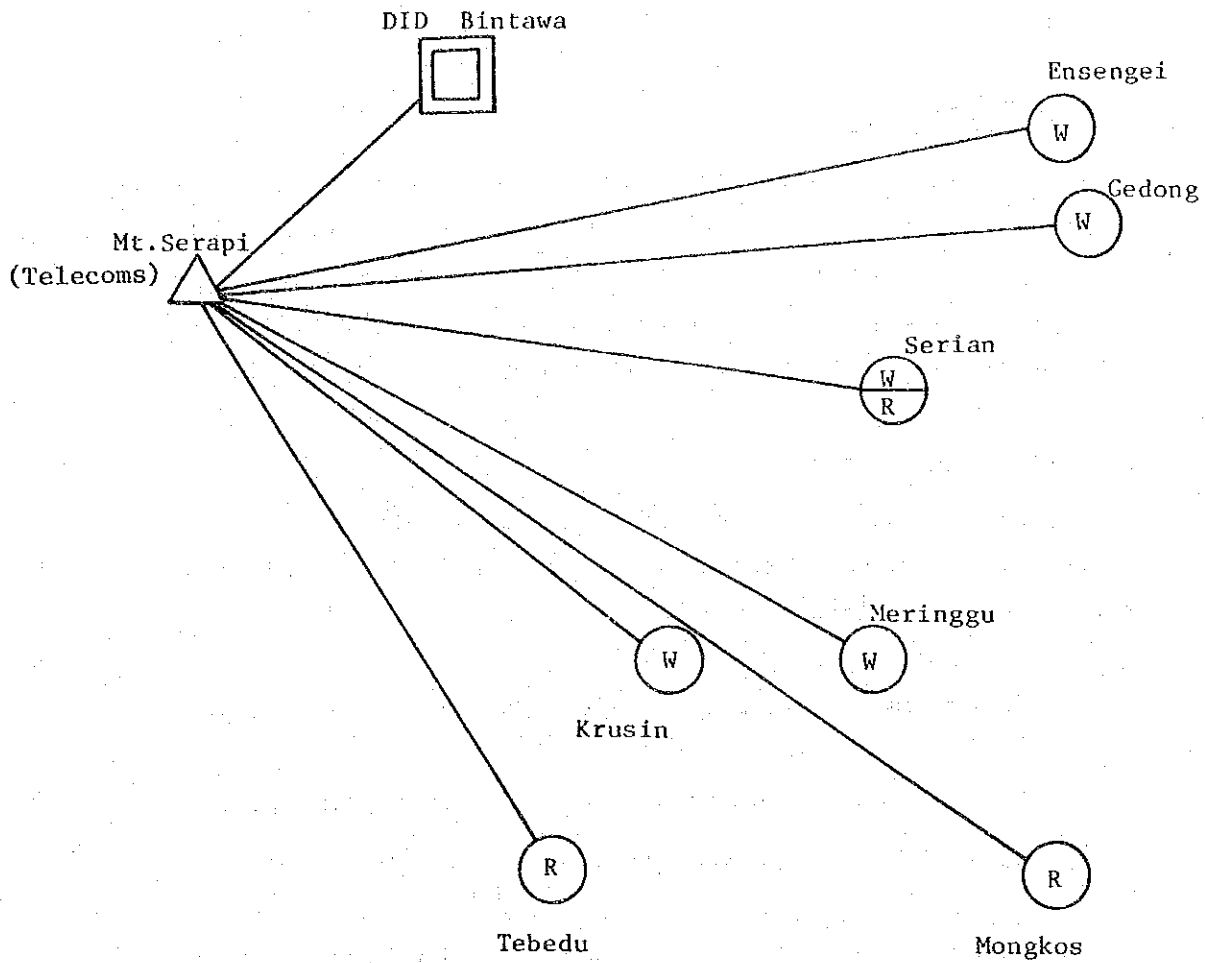 DID Bintawa
Ensengei
W
Gedong
W
Mt.Serapi
(Telecoms)
Serian
W
R
Meringgu
W
W
Krusin
R
Tebedu
R
Mongkos